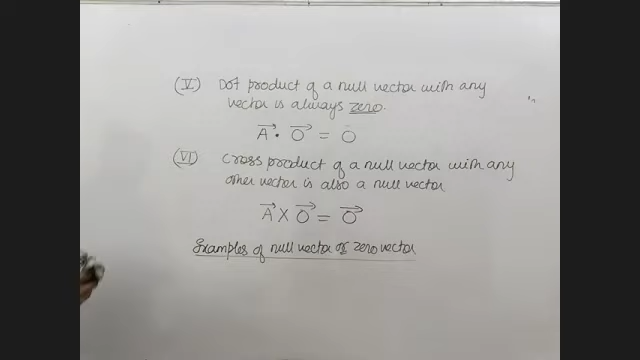 (V) Dot product of a null vector with any
vector is always zero.
A⃗ · O⃗ = O
(VI) Cross product of a null vector with any
other vector is also a null vector
A⃗ X O⃗ = O⃗
Examples of null vector or zero vector